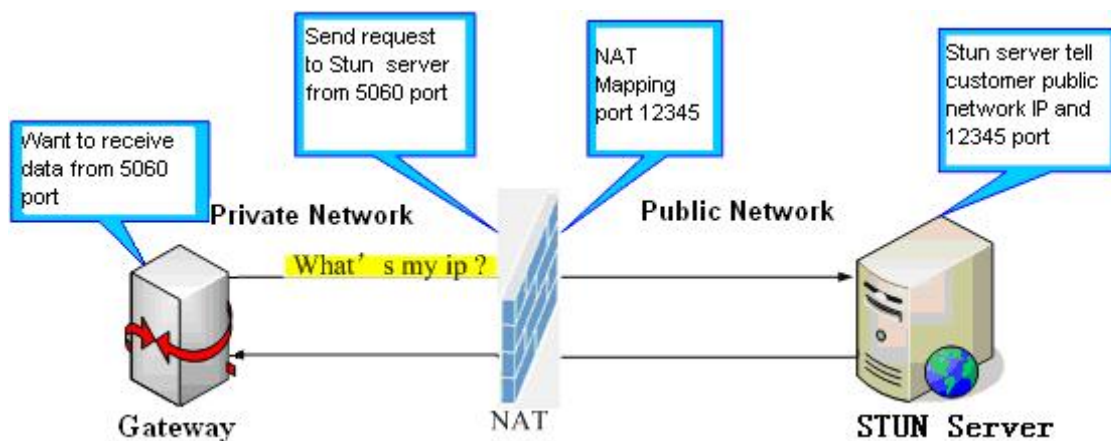 Send request
to Stun server
from 5060 port
NAT
Mapping
port 12345
Stun server tell
customer public
network IP and
12345 port
Want to receive
data from 5060
port
Private Network
Public Network
What's my ip ?
Gateway
NAT
STUN Server